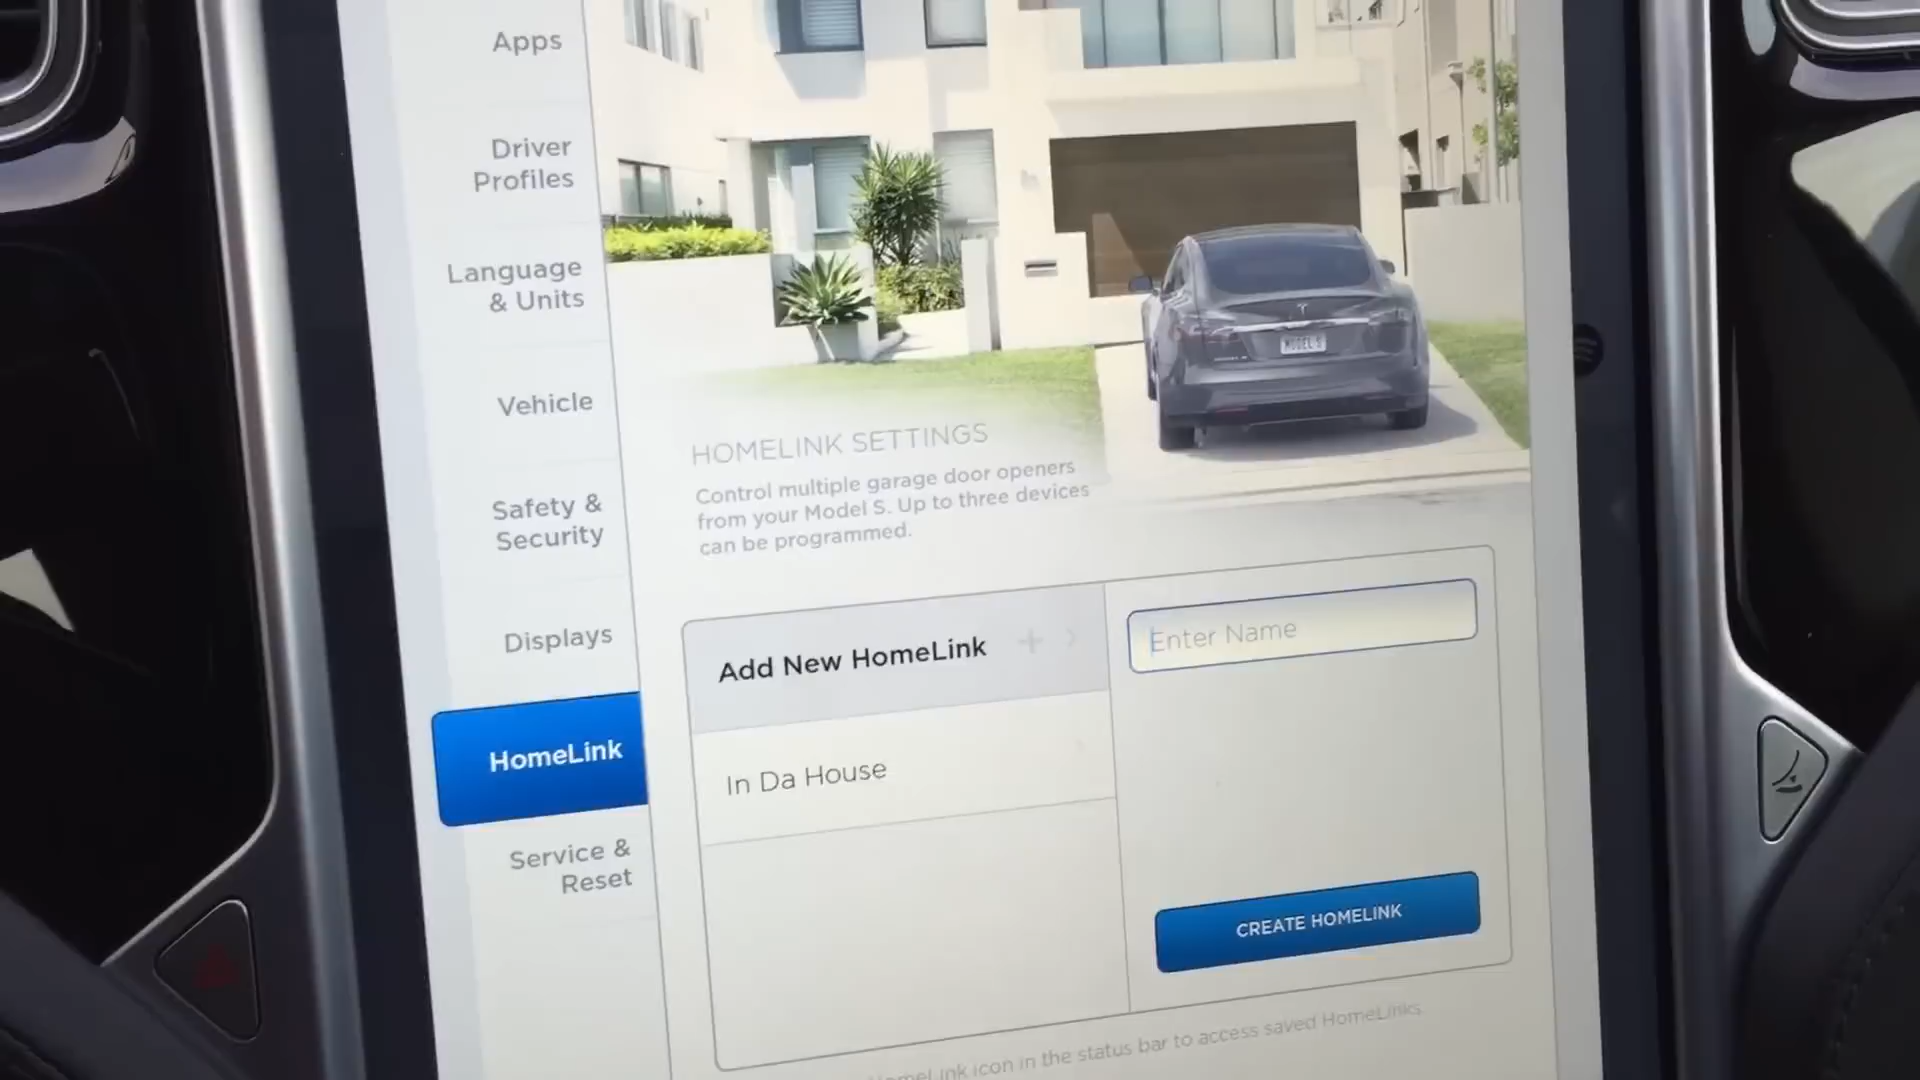 Apps
Driver
Profiles
Language
& Units
Vehicle
Safety &
Security
Displays
HomeLink
Service &
Reset
MODEL S
HOMELINK SETTINGS
Control multiple garage door openers
from your Model S. Up to three devices
can be programmed.
Add New HomeLink
In Da House
Enter Name
CREATE HOMELINK
HomeLink icon in the status bar to access saved HomeLinks.